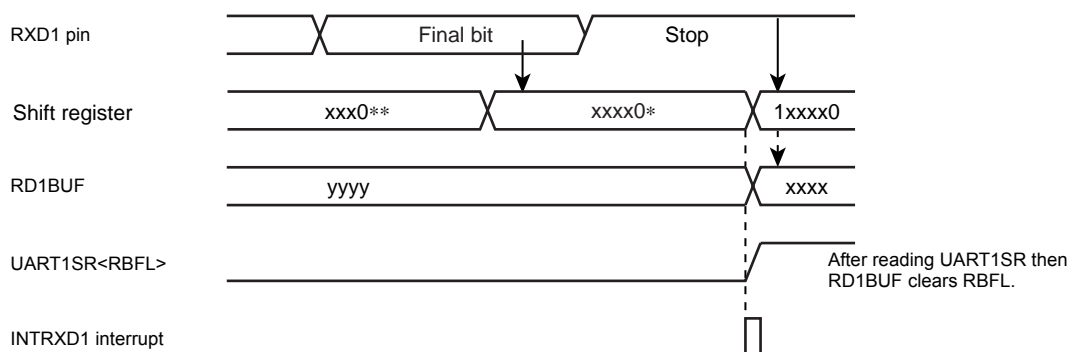 RXD1 pin
Final bit
Stop
Shift register
xxx0**
xxxx0*
1xxxx0
RD1BUF
yyyy
xxxx
UART1SR<RBFL>
After reading UART1SR then
RD1BUF clears RBFL.
INTRXD1 interrupt